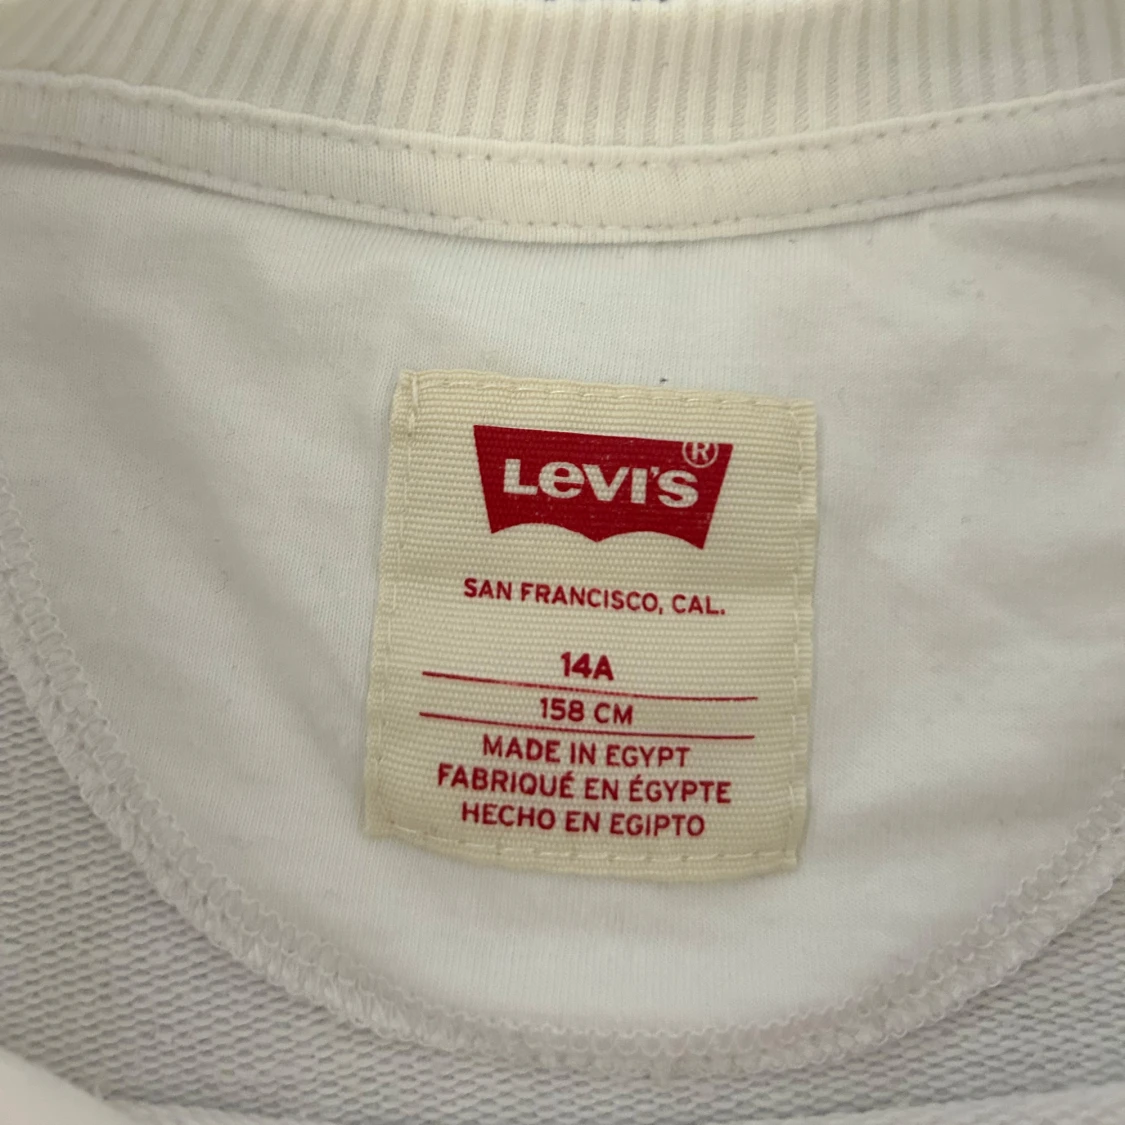 Levi's®
SAN FRANCISCO, CAL.
14A
158 CM
MADE IN EGYPT
FABRIQUÉ EN ÉGYPTE
HECHO EN EGIPTO